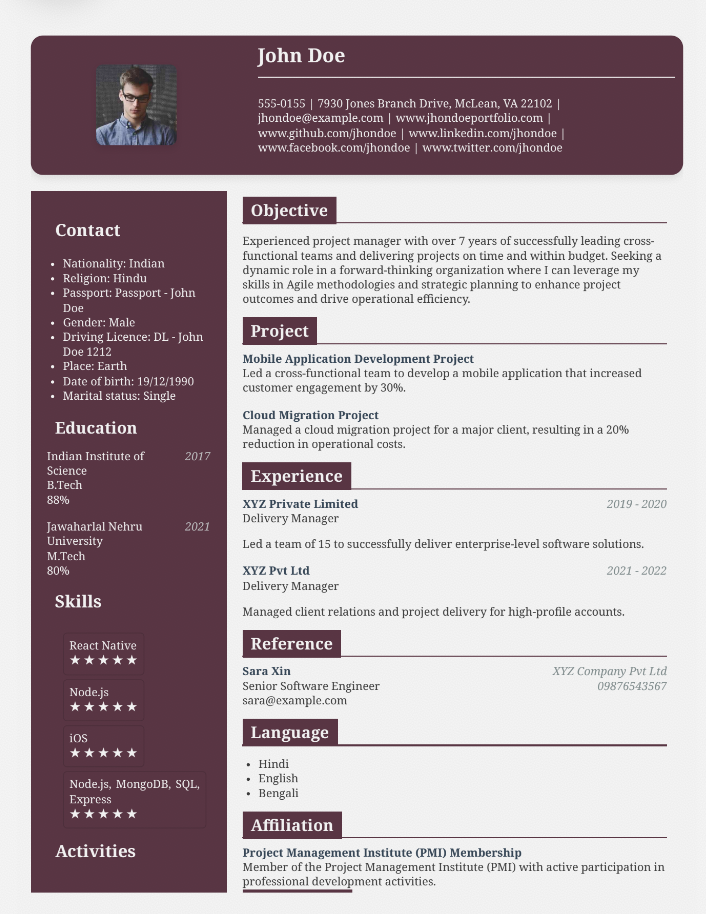 John Doe
555-0155 | 7930 Jones Branch Drive, McLean, VA 22102 |
jhondoe@example.com | www.jhondoeportfolio.com |
www.github.com/jhondoe | www.linkedin.com/jhondoe |
www.facebook.com/jhondoe | www.twitter.com/jhondoe
Contact
• Nationality: Indian
• Religion: Hindu
• Passport: Passport - John
Doe
• Gender: Male
• Driving Licence: DL - John
Doe 1212
• Place: Earth
• Date of birth: 19/12/1990
• Marital status: Single
Education
Indian Institute of 2017
Science
B.Tech
88%
Jawaharlal Nehru 2021
University
M.Tech
80%
Skills
React Native
★★★★★
Node.js
★★★★★
iOS
★★★★★
Node.js, MongoDB, SQL,
Express
★★★★★
Activities
Objective
Experienced project manager with over 7 years of successfully leading cross-
functional teams and delivering projects on time and within budget. Seeking a
dynamic role in a forward-thinking organization where I can leverage my
skills in Agile methodologies and strategic planning to enhance project
outcomes and drive operational efficiency.
Project
Mobile Application Development Project
Led a cross-functional team to develop a mobile application that increased
customer engagement by 30%.
Cloud Migration Project
Managed a cloud migration project for a major client, resulting in a 20%
reduction in operational costs.
Experience
XYZ Private Limited 2019 - 2020
Delivery Manager
Led a team of 15 to successfully deliver enterprise-level software solutions.
XYZ Pvt Ltd 2021 - 2022
Delivery Manager
Managed client relations and project delivery for high-profile accounts.
Reference
Sara Xin XYZ Company Pvt Ltd
Senior Software Engineer 09876543567
sara@example.com
Language
• Hindi
• English
• Bengali
Affiliation
Project Management Institute (PMI) Membership
Member of the Project Management Institute (PMI) with active participation in
professional development activities.